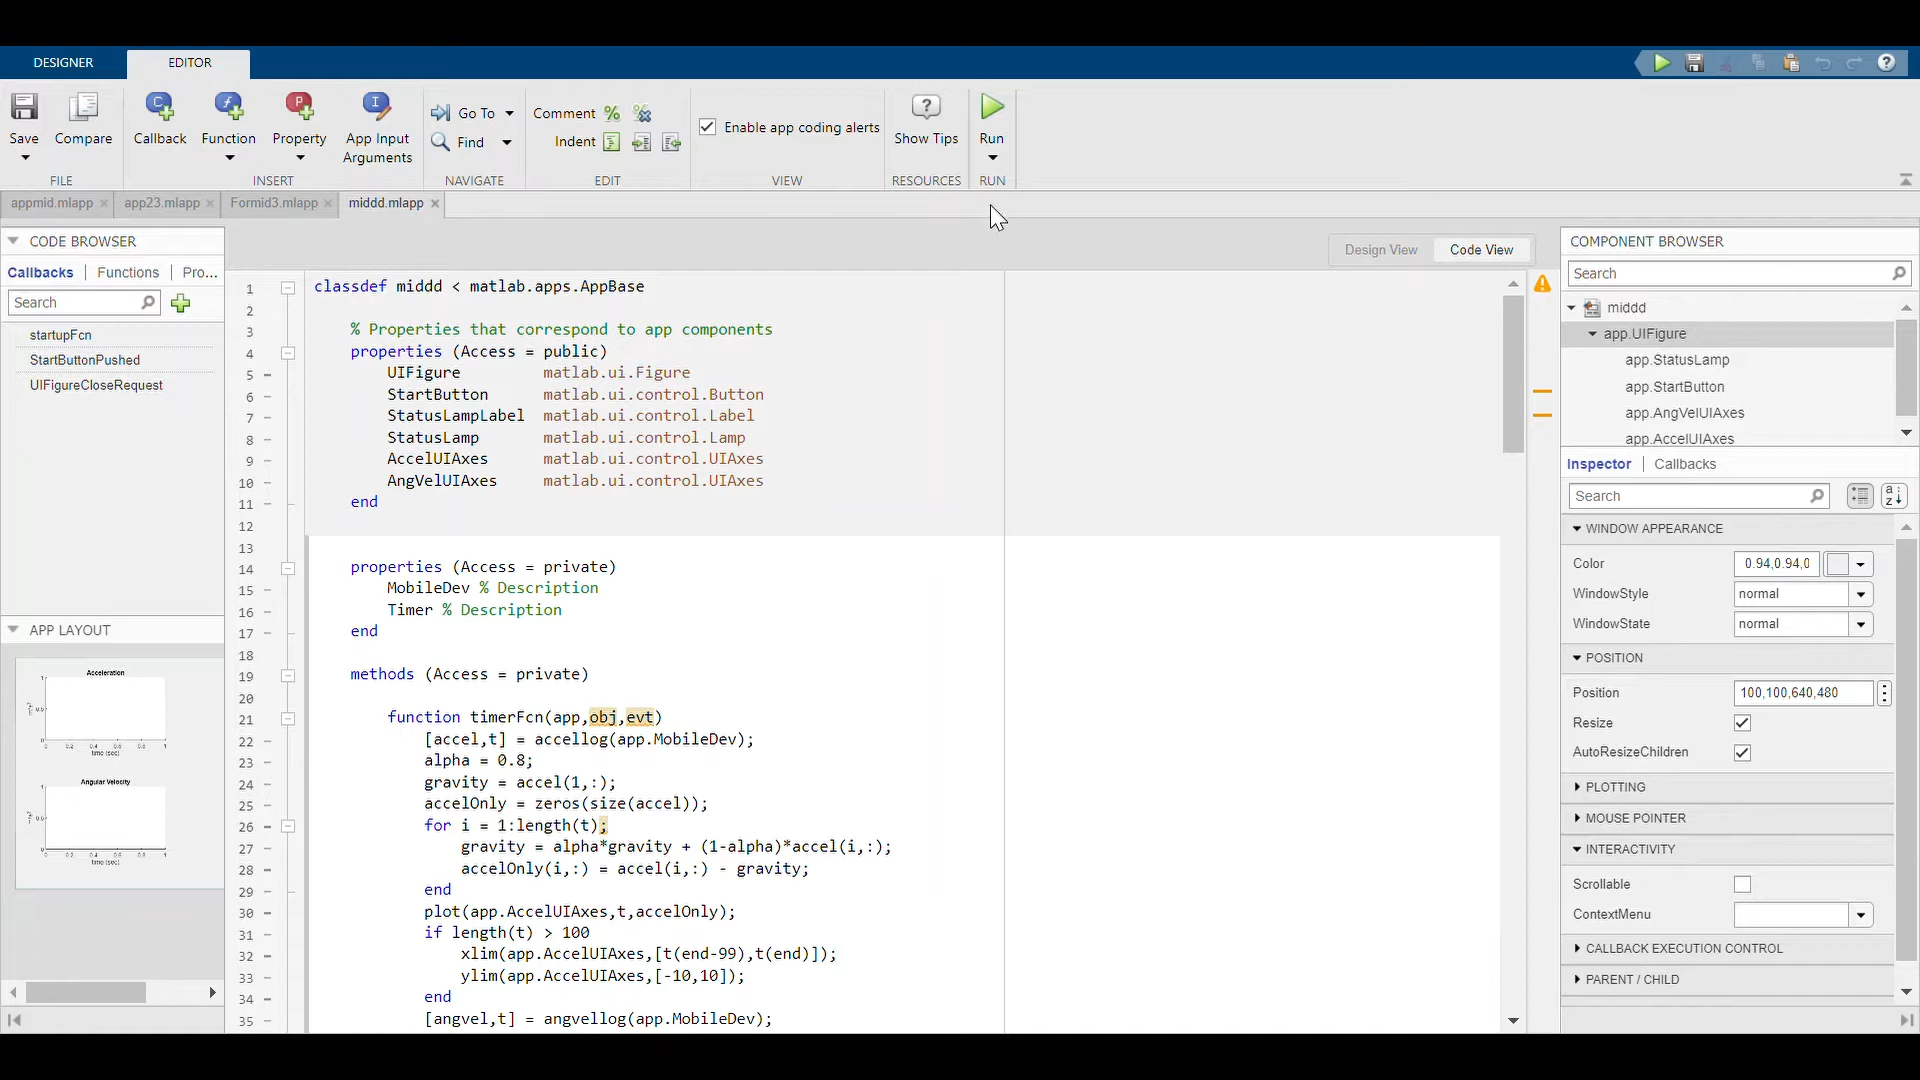 DESIGNER
EDITOR
Save
Compare
Callback
Function
Property
App Input
Arguments
Go To
Find
Comment
Indent
Enable app coding alerts
Show Tips
Run
FILE
INSERT
NAVIGATE
EDIT
VIEW
RESOURCES
RUN
appmid.mlapp
app23.mlapp
Formid3.mlapp
middd.mlapp
CODE BROWSER
Callbacks
Functions
Pro...
Search
startupFcn
StartButtonPushed
UIFigureCloseRequest
APP LAYOUT
Acceleration
time (sec)
Angular Velocity
time (sec)
Design View
Code View
1 classdef middd < matlab.apps.AppBase
2
3 % Properties that correspond to app components
4 properties (Access = public)
5 UIFigure matlab.ui.Figure
6 StartButton matlab.ui.control.Button
7 StatusLampLabel matlab.ui.control.Label
8 StatusLamp matlab.ui.control.Lamp
9 AccelUIAxes matlab.ui.control.UIAxes
10 AngVelUIAxes matlab.ui.control.UIAxes
11 end
12
13
14 properties (Access = private)
15 MobileDev % Description
16 Timer % Description
17 end
18
19 methods (Access = private)
20
21 function timerFcn(app,obj,evt)
22 [accel,t] = accellog(app.MobileDev);
23 alpha = 0.8;
24 gravity = accel(1,:);
25 accelOnly = zeros(size(accel));
26 for i = 1:length(t);
27 gravity = alpha*gravity + (1-alpha)*accel(i,:);
28 accelOnly(i,:) = accel(i,:) - gravity;
29 end
30 plot(app.AccelUIAxes,t,accelOnly);
31 if length(t) > 100
32 xlim(app.AccelUIAxes,[t(end-99),t(end)]);
33 ylim(app.AccelUIAxes,[-10,10]);
34 end
35 [angvel,t] = angvellog(app.MobileDev);
COMPONENT BROWSER
Search
middd
app.UIFigure
app.StatusLamp
app.StartButton
app.AngVelUIAxes
app.AccelUIAxes
Inspector
Callbacks
Search
WINDOW APPEARANCE
Color 0.94,0.94,0
WindowStyle normal
WindowState normal
POSITION
Position 100,100,640,480
Resize
AutoResizeChildren
PLOTTING
MOUSE POINTER
INTERACTIVITY
Scrollable
ContextMenu
CALLBACK EXECUTION CONTROL
PARENT / CHILD